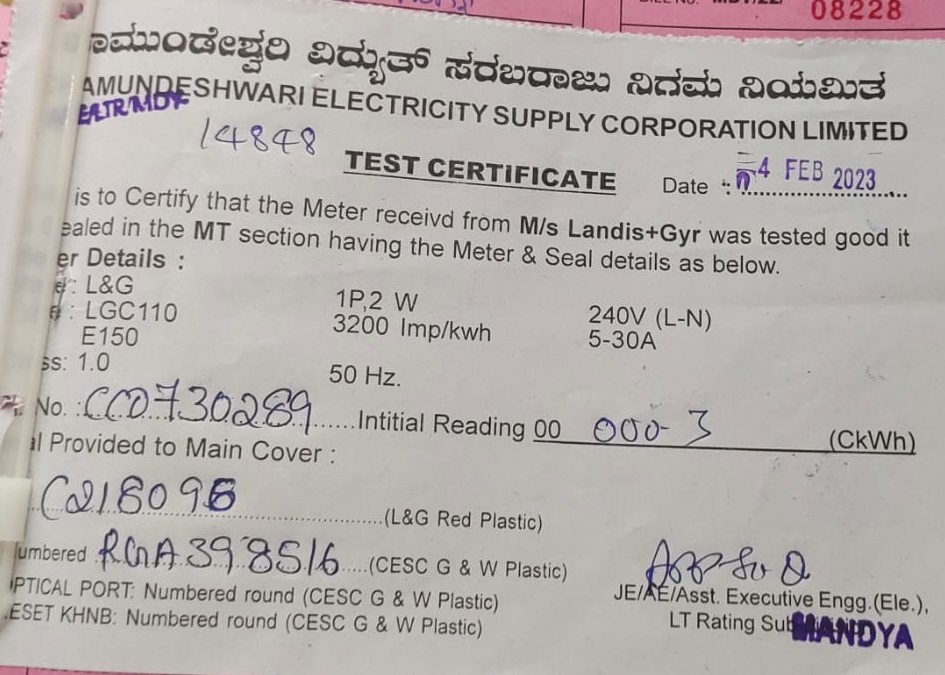 08228
ಾಮುಂಡೇಶ್ವರಿ ವಿದ್ಯುತ್ ಸರಬರಾಜು ನಿಗಮ ನಿಯಮಿತ
AMUNDESHWARI ELECTRICITY SUPPLY CORPORATION LIMITED
14848
TEST CERTIFICATE Date : 4 FEB 2023
is to Certify that the Meter receivd from M/s Landis+Gyr was tested good it
ealed in the MT section having the Meter & Seal details as below.
er Details :
e : L&G 1P,2 W 240V (L-N)
: LGC110 3200 Imp/kwh 5-30A
E150
ss: 1.0 50 Hz.
No. : CC0730289 Intitial Reading 00 000-3 (CkWh)
al Provided to Main Cover :
C218096 (L&G Red Plastic)
umbered RGA398516 (CESC G & W Plastic)
PTICAL PORT: Numbered round (CESC G & W Plastic) JE/AE/Asst. Executive Engg.(Ele.),
ESET KHNB: Numbered round (CESC G & W Plastic) LT Rating Sub MANDYA